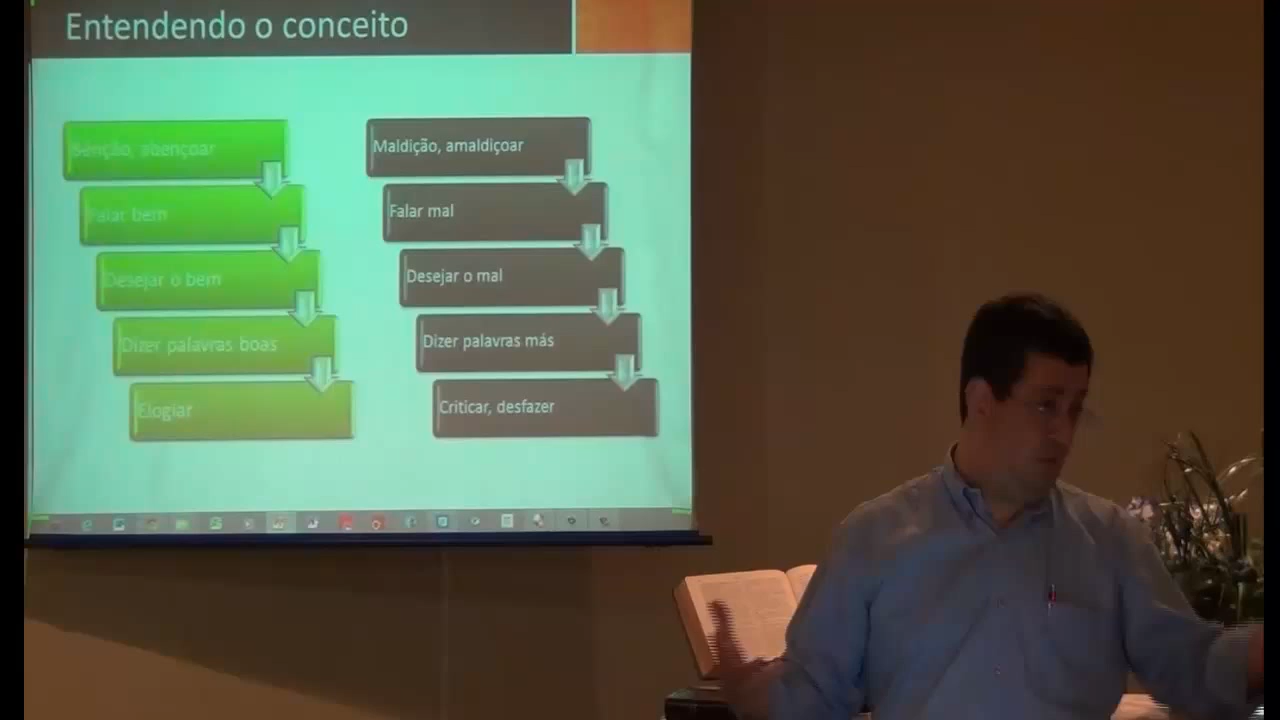 Entendendo o conceito
Benção, abençoar
Falar bem
Desejar o bem
Dizer palavras boas
Elogiar
Maldição, amaldiçoar
Falar mal
Desejar o mal
Dizer palavras más
Criticar, desfazer